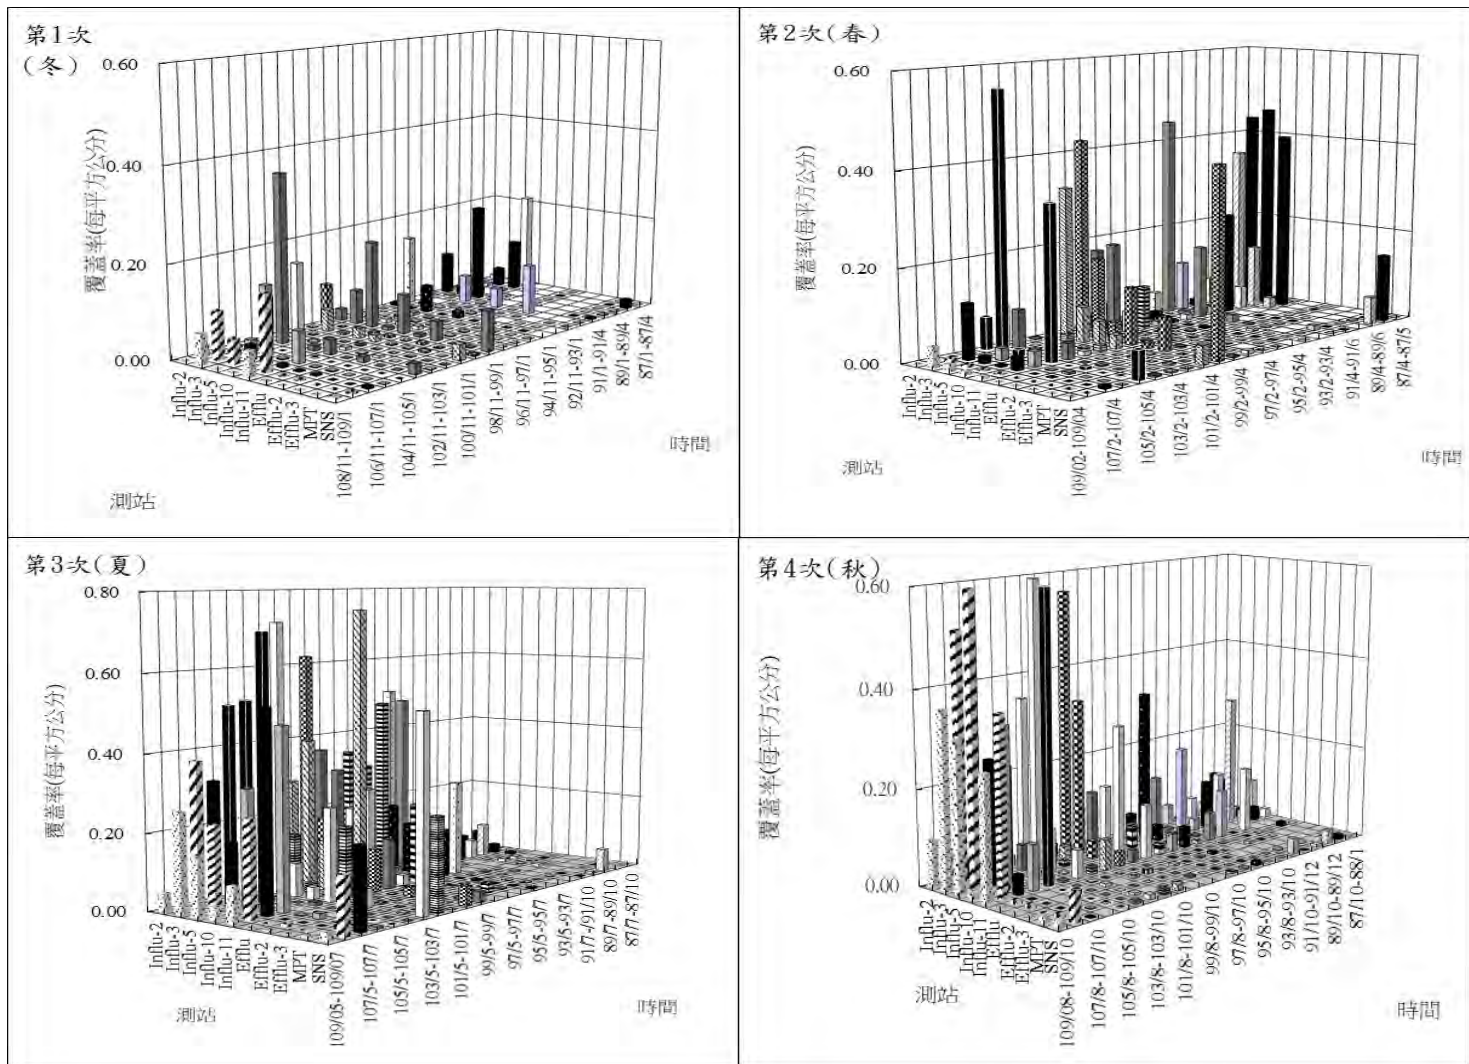 第1次
(冬)
0.60
0.40
0.20
0.00
覆蓋率(每平方公分)
Influ-2
Influ-3
Influ-5
Influ-10
Influ-11
Efflu
Efflu-2
Efflu-3
MPT
SNS
108/11-109/1
106/11-107/1
104/11-105/1
102/11-103/1
100/11-101/1
98/11-99/1
96/11-97/1
94/11-95/1
92/11-93/1
91/1-91/4
89/1-89/4
87/1-87/4
時間
測站
第2次(春)
0.60
0.40
0.20
0.00
覆蓋率(每平方公分)
Influ-2
Influ-3
Influ-5
Influ-10
Influ-11
Efflu
Efflu-2
Efflu-3
MPT
SNS
109/02-109/04
107/2-107/4
105/2-105/4
103/2-103/4
101/2-101/4
99/2-99/4
97/2-97/4
95/2-95/4
93/2-93/4
91/4-91/6
89/4-89/6
87/4-87/5
時間
測站
第3次(夏)
0.80
0.60
0.40
0.20
0.00
覆蓋率(每平方公分)
Influ-2
Influ-3
Influ-5
Influ-10
Influ-11
Efflu
Efflu-2
Efflu-3
MPT
SNS
109/05-109/07
107/5-107/7
105/5-105/7
103/5-103/7
101/5-101/7
99/5-99/7
97/5-97/7
95/5-95/7
93/5-93/7
91/7-/91/10
89/7-89/10
87/7-87/10
時間
測站
第4次(秋)
0.60
0.40
0.20
0.00
覆蓋率(每平方公分)
Influ-2
Influ-3
Influ-5
Influ-10
Influ-11
Efflu
Efflu-2
Efflu-3
MPT
SNS
109/08-109/10
107/8-107/10
105/8-105/10
103/8-103/10
101/8-101/10
99/8-99/10
97/8-97/10
95/8-95/10
93/8-93/10
91/10-91/12
89/10-89/12
87/10-88/1
時間
測站